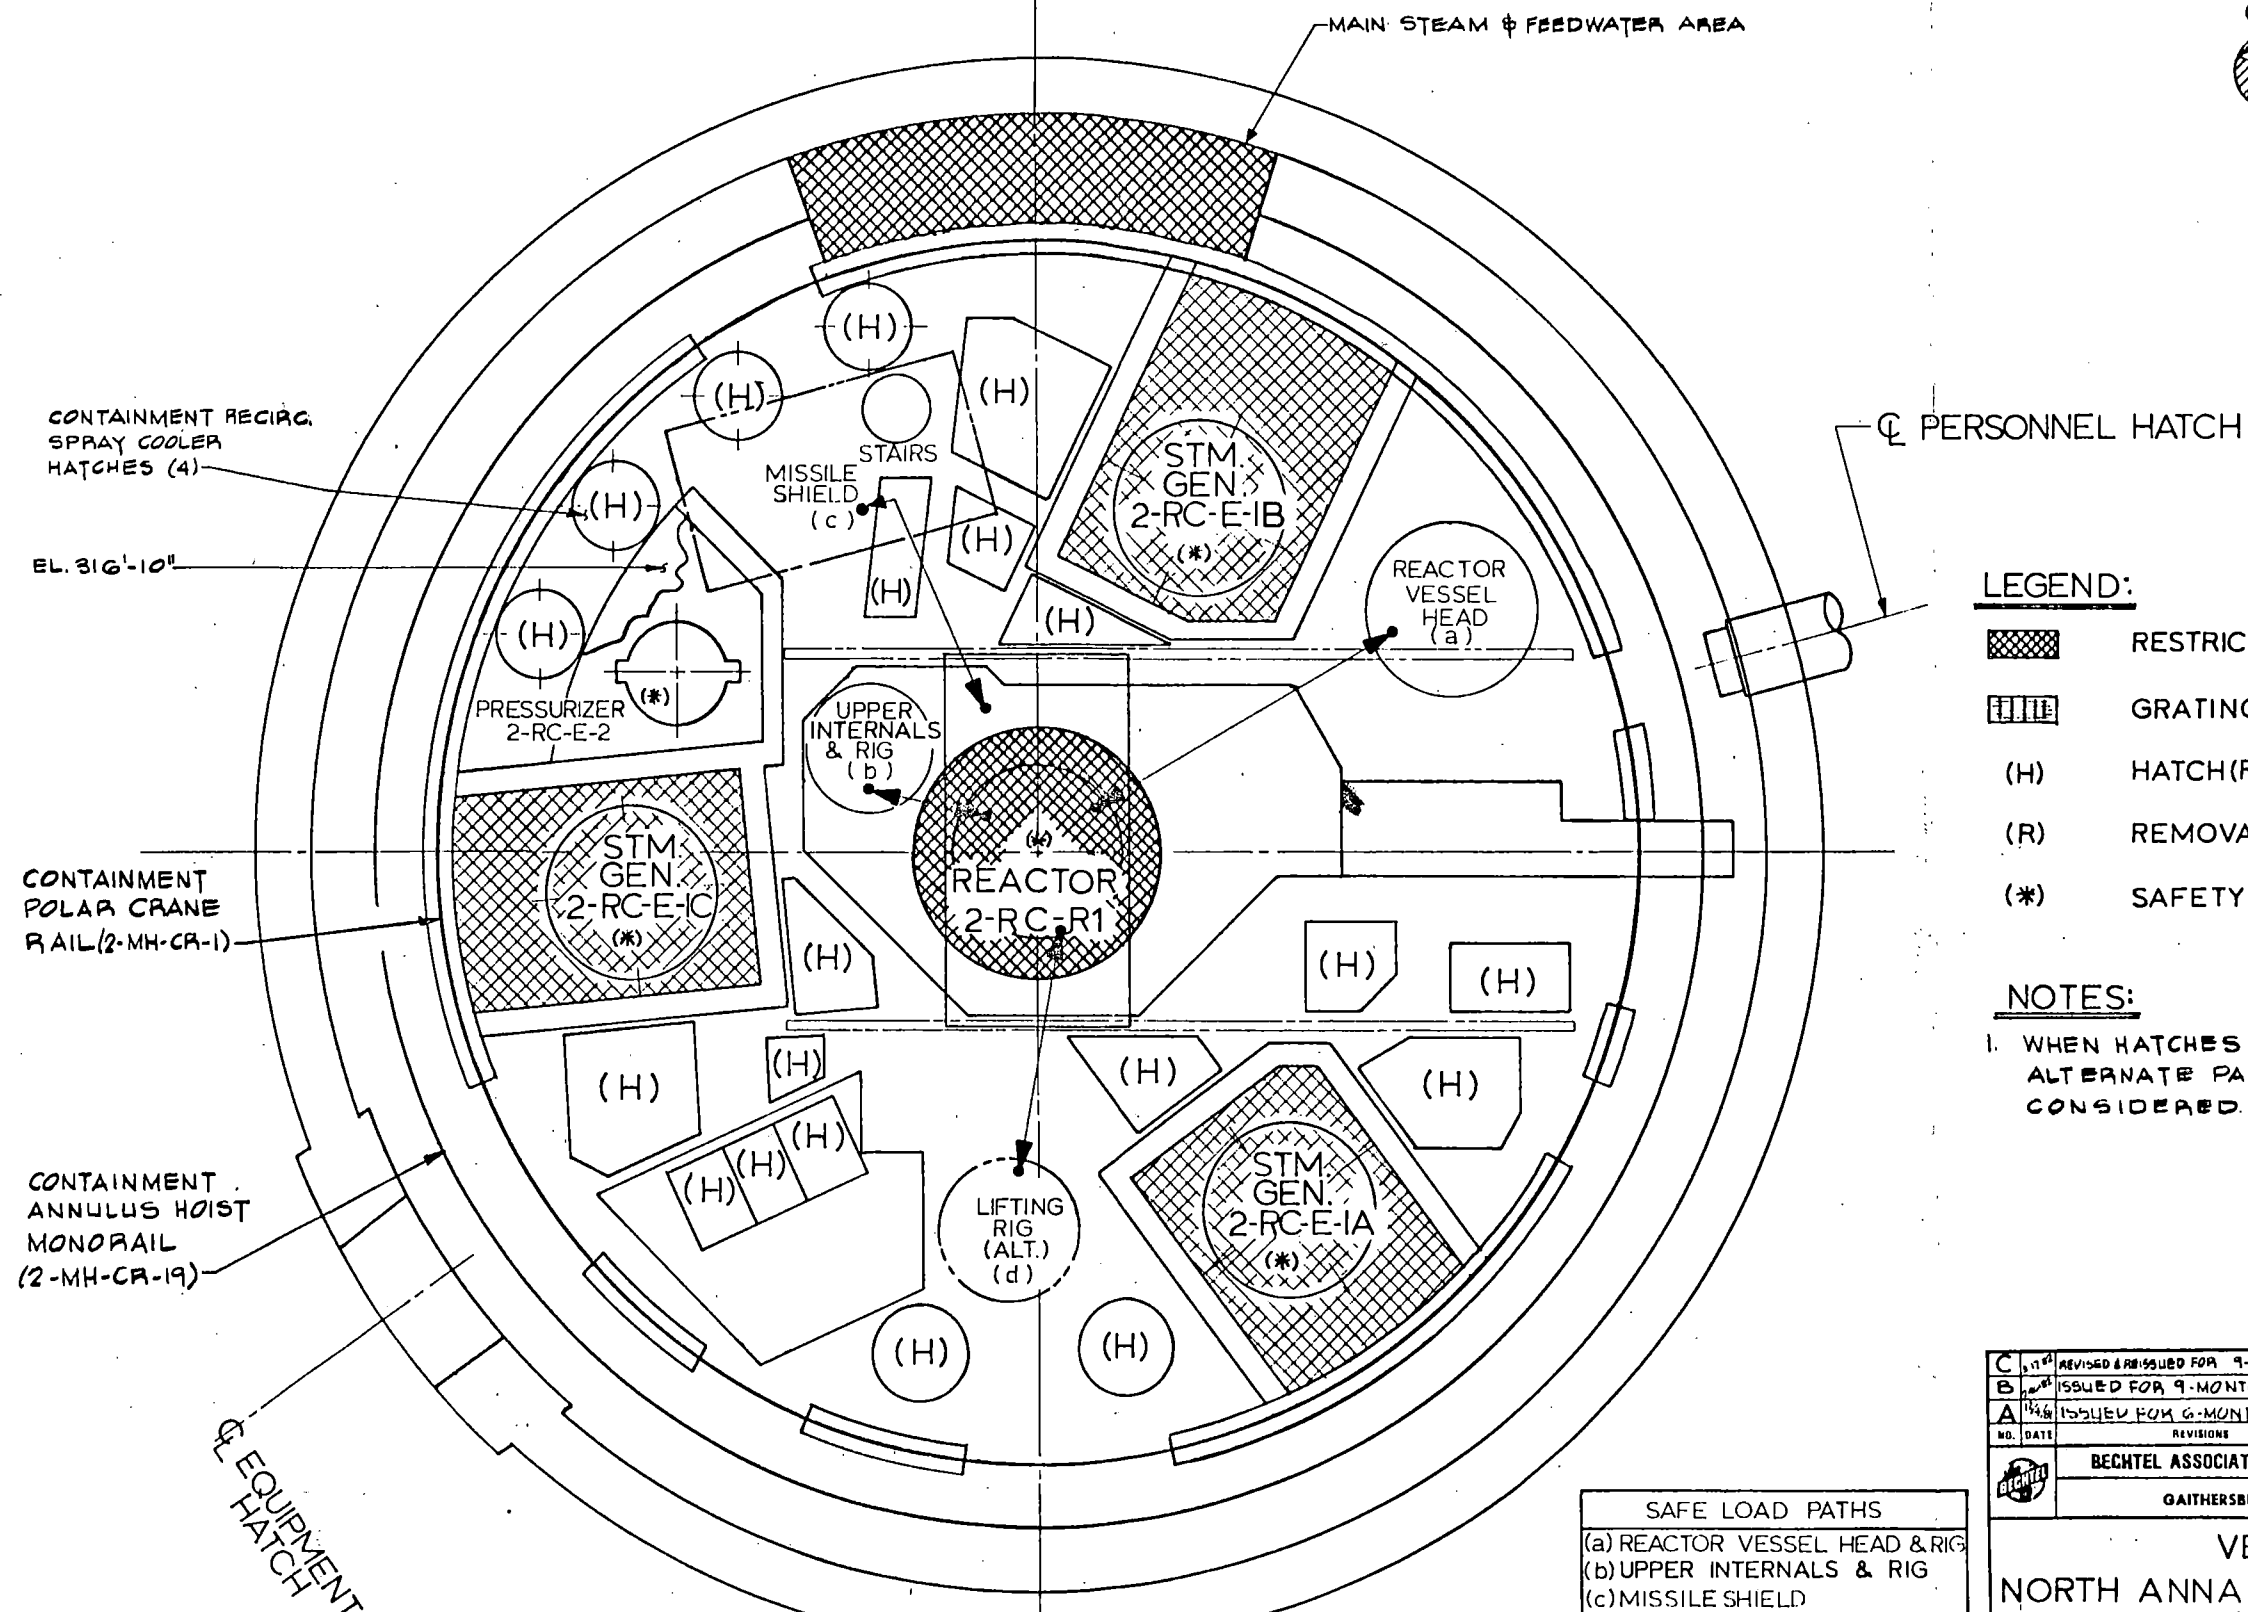 MAIN STEAM & FEEDWATER AREA
CONTAINMENT RECIRC.
SPRAY COOLER
HATCHES (4)
EL. 316'-10"
CONTAINMENT
POLAR CRANE
RAIL (2-MH-CR-1)
CONTAINMENT
ANNULUS HOIST
MONORAIL
(2-MH-CR-19)
℄ EQUIPMENT
HATCH
(H)
(H)
(H)
(H)
(H)
STAIRS
MISSILE
SHIELD
(c)
(H)
(H)
(H)
STM.
GEN.
2-RC-E-1B
(*)
REACTOR
VESSEL
HEAD
(a)
(*)
PRESSURIZER
2-RC-E-2
UPPER
INTERNALS
& RIG
(b)
(*)
REACTOR
2-RC-R1
STM.
GEN.
2-RC-E-1C
(*)
(H)
(H)
(H)
(H)
(H)
(H)
(H)
(H)
(H)
(H)
STM.
GEN.
2-RC-E-1A
(*)
LIFTING
RIG
(ALT.)
(d)
(H)
(H)
℄ PERSONNEL HATCH
LEGEND:
RESTRIC
GRATING
(H) HATCH (R
(R) REMOVA
(*) SAFETY
NOTES:
1. WHEN HATCHES
ALTERNATE PA
CONSIDERED.
SAFE LOAD PATHS
(a) REACTOR VESSEL HEAD & RIG
(b) UPPER INTERNALS & RIG
(c) MISSILE SHIELD
C REVISED & REISSUED FOR 9-
B ISSUED FOR 9-MONT
A ISSUED FOR 6-MONT
NO. DATE REVISIONS
BECHTEL
BECHTEL ASSOCIAT
GAITHERSB
VE
NORTH ANNA